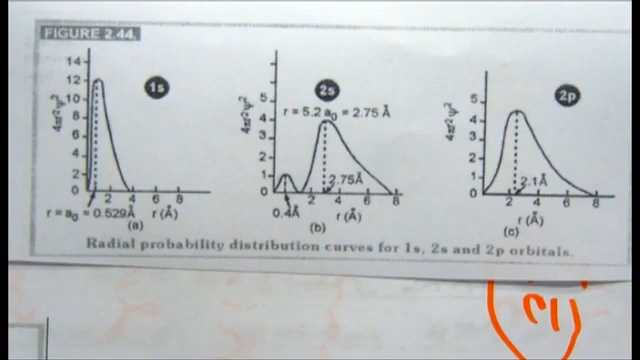 FIGURE 2.44.
14
12
10
8
6
4
2
0
4πr²ψ²
1s
2 4 6 8
r = a₀ = 0.529Å r (Å)
(a)
5
4
3
2
1
0
4πr²ψ²
2s
r = 5.2 a₀ = 2.75 Å
2.75Å
2 4 6 8
0.4Å
r (Å)
(b)
5
4
3
2
1
0
4πr²ψ²
2p
2.1Å
2 4 6 8
r (Å)
(c)
Radial probability distribution curves for 1s, 2s and 2p orbitals.